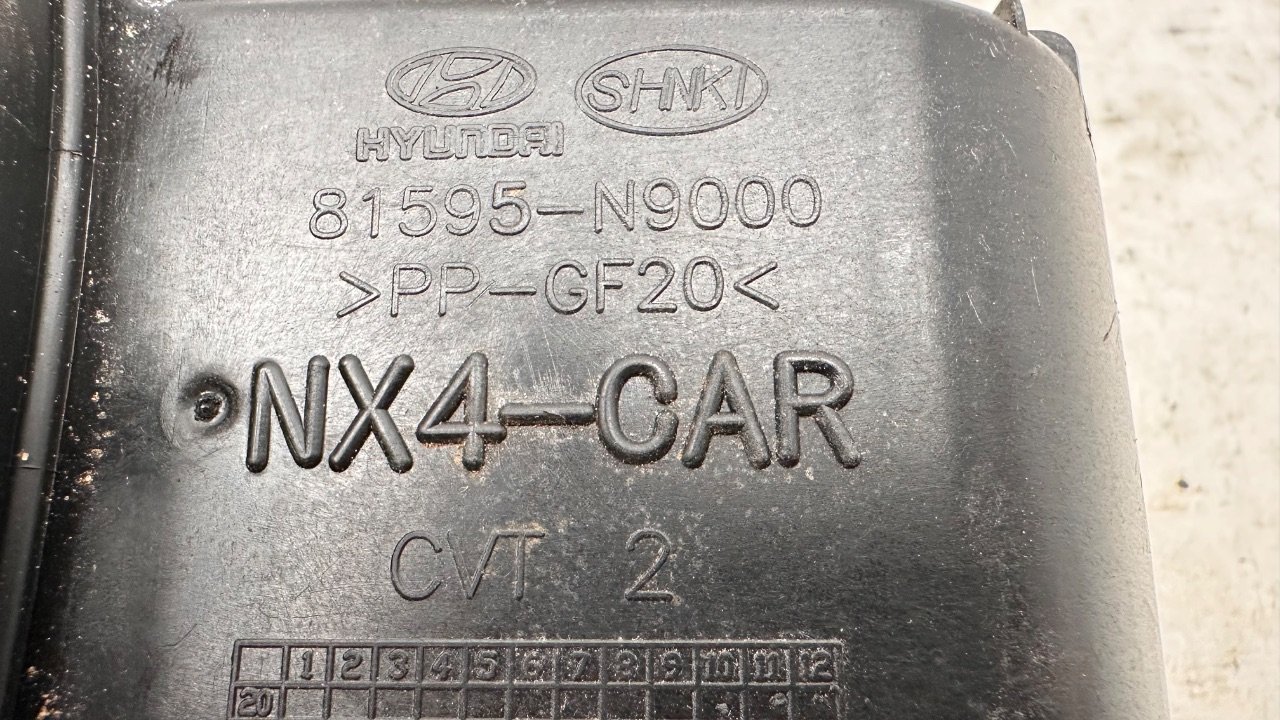 SHNKI
HYUNDAI
81595-N9000
>PP-GF20<
NX4-CAR
CVT 2
1 2 3 4 5 6 7 8 9 10 11 12
20